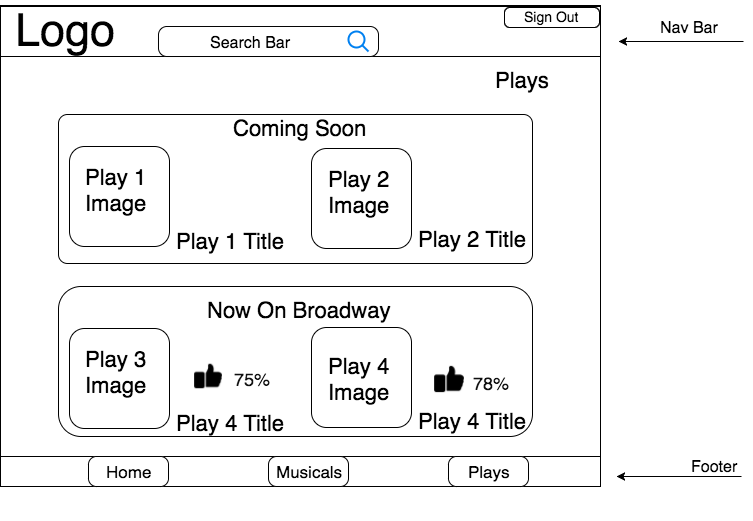 Logo
Search Bar
Sign Out
Nav Bar
Plays
Coming Soon
Play 1
Image
Play 1 Title
Play 2
Image
Play 2 Title
Now On Broadway
Play 3
Image
75%
Play 4 Title
Play 4
Image
78%
Play 4 Title
Home
Musicals
Plays
Footer